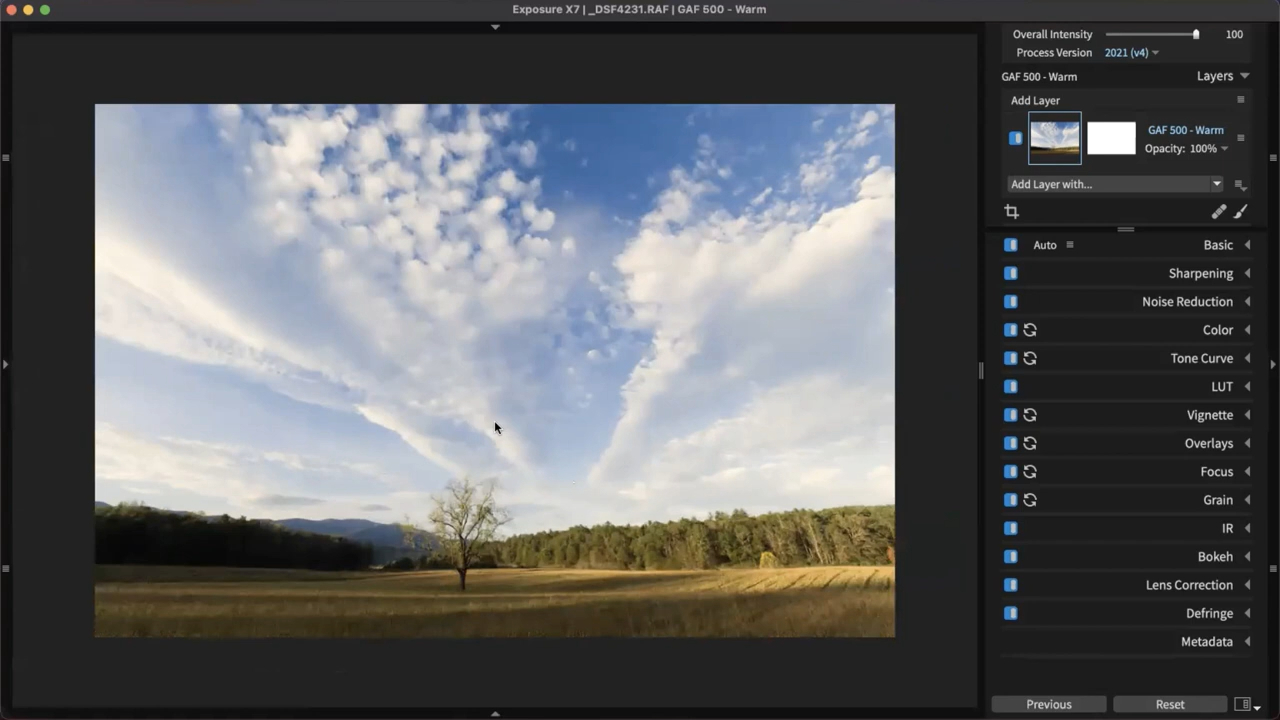 Exposure X7 | _DSF4231.RAF | GAF 500 - Warm
Overall Intensity 100
Process Version 2021 (v4)
GAF 500 - Warm Layers
Add Layer
GAF 500 - Warm
Opacity: 100%
Add Layer with...
Auto Basic
Sharpening
Noise Reduction
Color
Tone Curve
LUT
Vignette
Overlays
Focus
Grain
IR
Bokeh
Lens Correction
Defringe
Metadata
Previous Reset